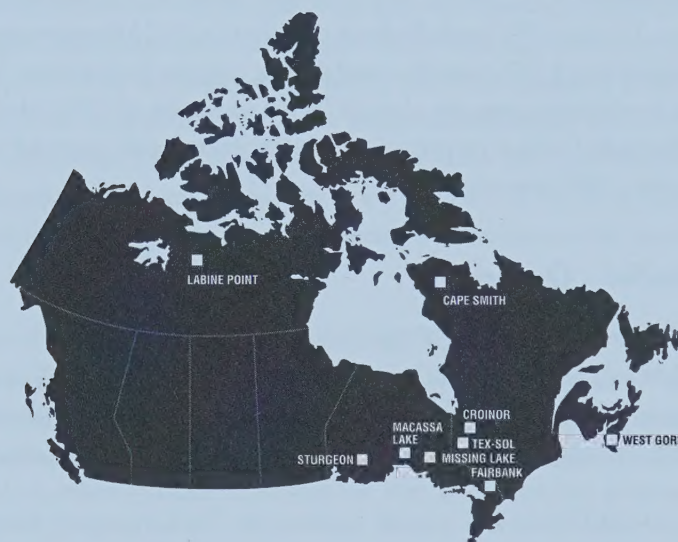 LABINE POINT
CAPE SMITH
CROINOR
MACASSA
LAKE
TEX-SOL
WEST GOR
STURGEON
MISSING LAKE
FAIRBANK